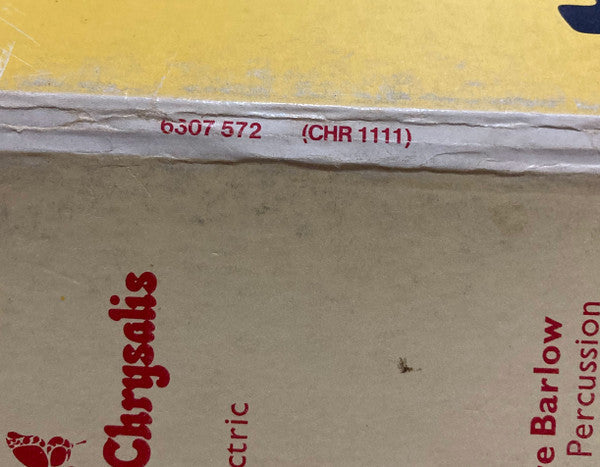 6307 572 (CHR 1111)
Chrysalis
ctric
e Barlow
Percussion